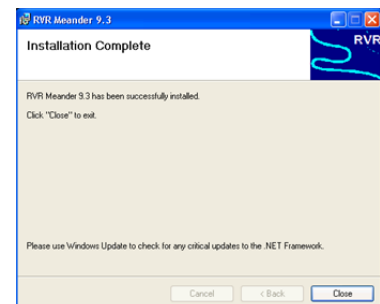 RVR Meander 9.3
Installation Complete
RVR
RVR Meander 9.3 has been successfully installed.
Click "Close" to exit.
Please use Windows Update to check for any critical updates to the .NET Framework.
Cancel
< Back
Close